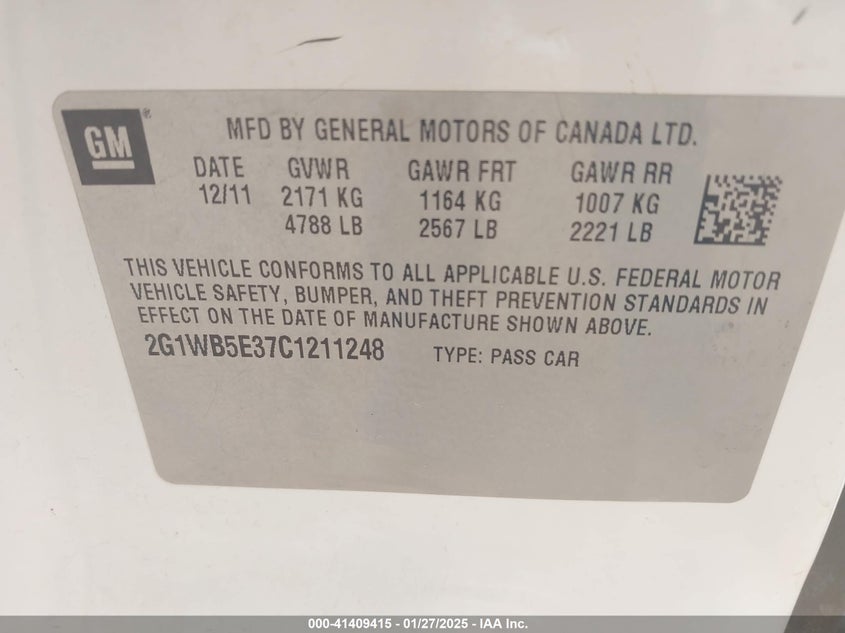 GM®
MFD BY GENERAL MOTORS OF CANADA LTD.
DATE GVWR GAWR FRT GAWR RR
12/11 2171 KG 1164 KG 1007 KG
4788 LB 2567 LB 2221 LB
THIS VEHICLE CONFORMS TO ALL APPLICABLE U.S. FEDERAL MOTOR
VEHICLE SAFETY, BUMPER, AND THEFT PREVENTION STANDARDS IN
EFFECT ON THE DATE OF MANUFACTURE SHOWN ABOVE.
2G1WB5E37C1211248 TYPE: PASS CAR
000-41409415 | 01/27/2025 | IAA Inc.